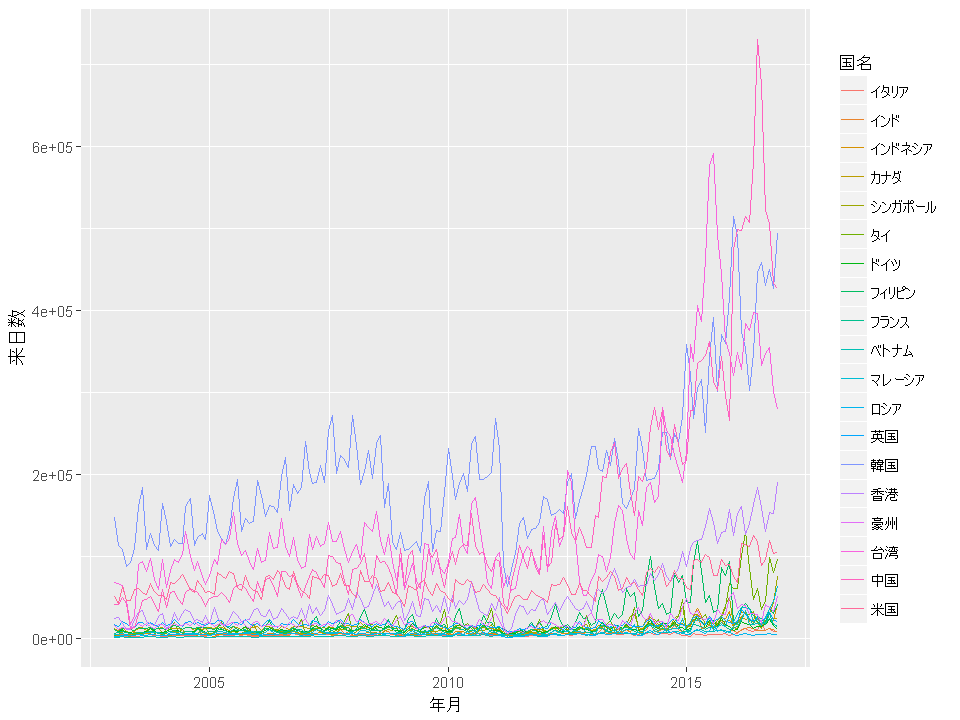 国名
イタリア
インド
インドネシア
カナダ
シンガポール
タイ
ドイツ
フィリピン
フランス
ベトナム
マレーシア
ロシア
英国
韓国
香港
豪州
台湾
中国
米国
6e+05
4e+05
2e+05
0e+00
来日数
2005
2010
2015
年月